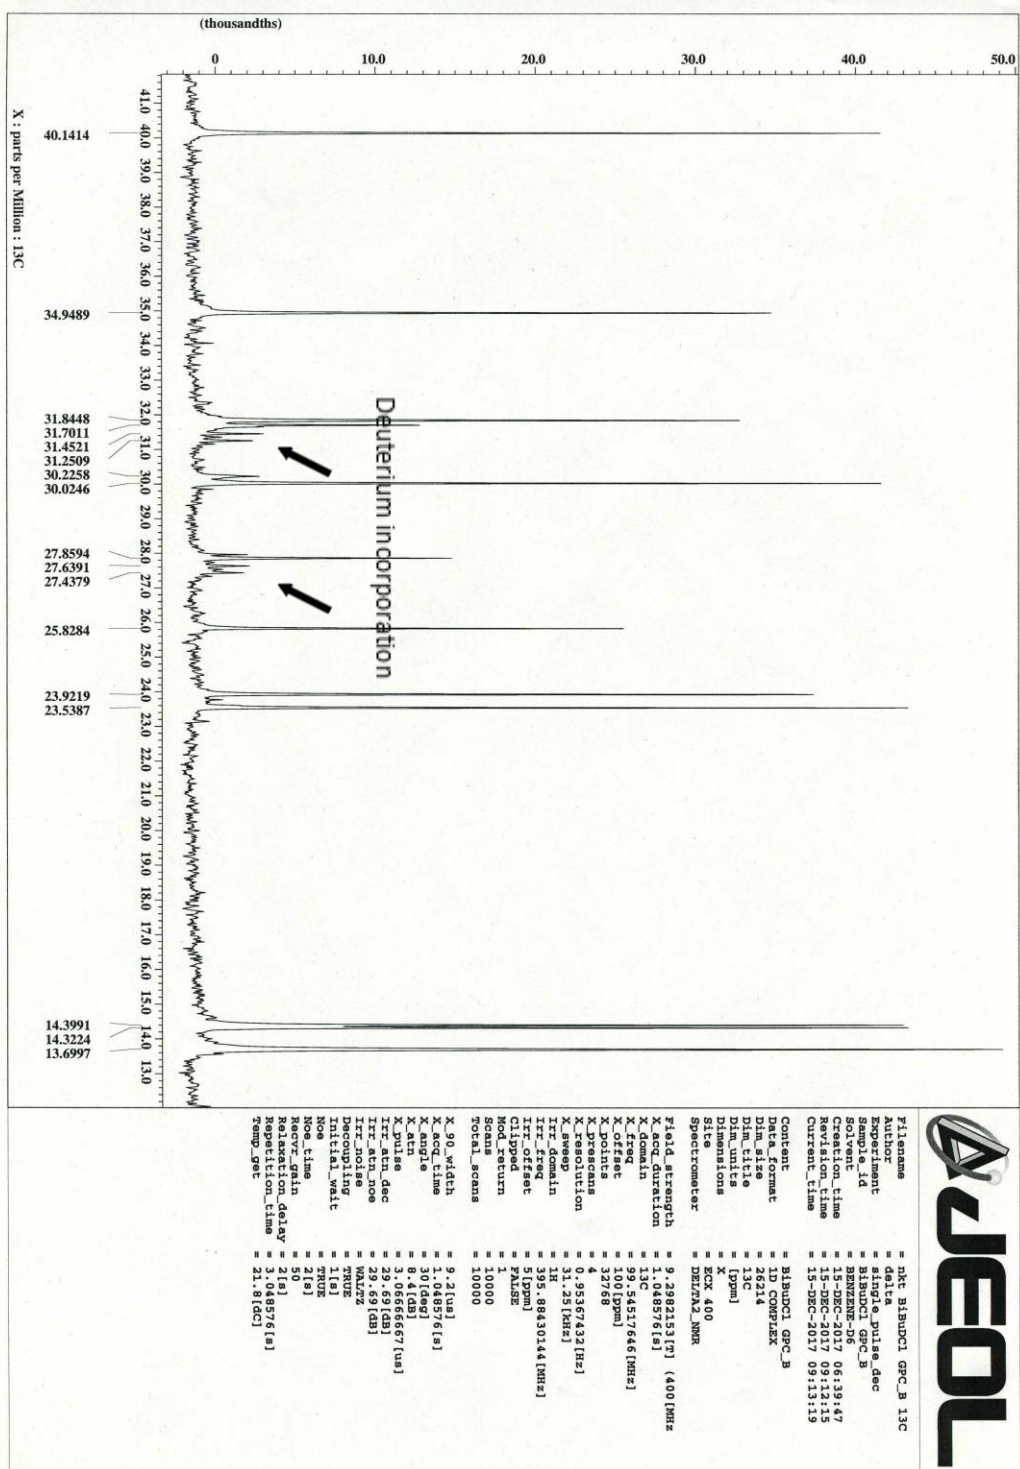 JEOL
(thousandths)
0 10.0 20.0 30.0 40.0 50.0
41.0 40.0 39.0 38.0 37.0 36.0 35.0 34.0 33.0 32.0 31.0 30.0 29.0 28.0 27.0 26.0 25.0 24.0 23.0 22.0 21.0 20.0 19.0 18.0 17.0 16.0 15.0 14.0 13.0
40.1414
34.9489
31.8448
31.7011
31.4521
31.2509
30.2258
30.0246
27.8594
27.6391
27.4379
25.8284
23.9219
23.5387
14.3991
14.3224
13.6997
X : parts per Million : 13C
Deuterium incorporation
Filename = nkt BiBuDCl GPC_B 13C
Author = delta
Experiment = single_pulse_dec
Sample_id = BiBuDCl GPC_B
Solvent = BENZENE-D6
Creation_time = 15-DEC-2017 06:39:47
Revision_time = 15-DEC-2017 09:12:15
Current_time = 15-DEC-2017 09:13:19
Content = BiBuDCl GPC_B
Data_format = 1D COMPLEX
Dim_size = 26214
Dim_title = 13C
Dim_units = [ppm]
Dimensions = X
Site = ECX 400
Spectrometer = DELTA2_NMR
Field_strength = 9.2982153[T] (400[MHz
X_acq_duration = 1.048576[s]
X_domain = 13C
X_freq = 99.54517646[MHz]
X_offset = 100[ppm]
X_points = 32768
X_prescans = 4
X_resolution = 0.95367432[Hz]
X_sweep = 31.25[kHz]
Irr_domain = 1H
Irr_freq = 395.88430144[MHz]
Irr_offset = 5[ppm]
Clipped = FALSE
Mod_return = 1
Scans = 10000
Total_scans = 10000
X_90_width = 9.2[us]
X_acq_time = 1.048576[s]
X_angle = 30[deg]
X_atn = 8.4[dB]
X_pulse = 3.06666667[us]
Irr_atn_dec = 29.69[dB]
Irr_atn_noe = 29.69[dB]
Irr_noise = WALTZ
Decoupling = TRUE
Initial_wait = 1[s]
Noe = TRUE
Noe_time = 2[s]
Recvr_gain = 50
Relaxation_delay = 2[s]
Repetition_time = 3.048576[s]
Temp_get = 21.8[dC]